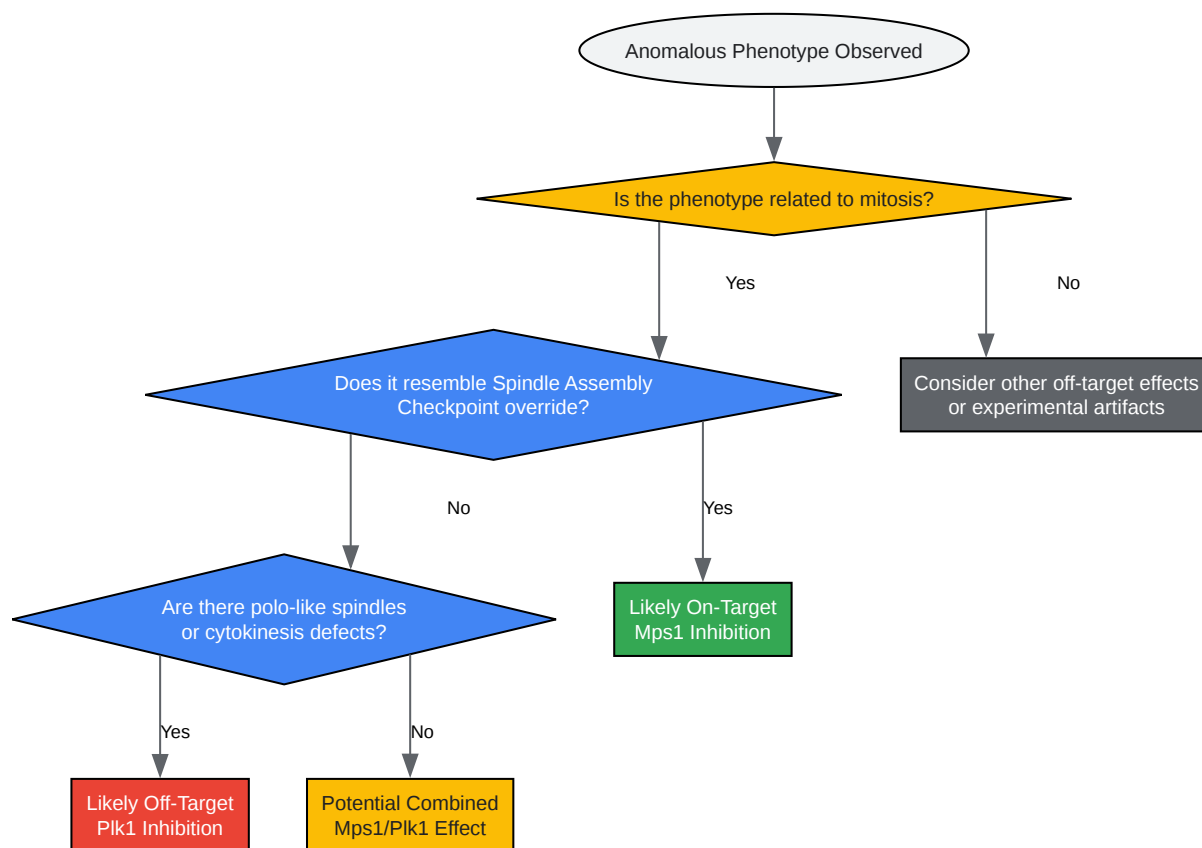 Anomalous Phenotype Observed
Is the phenotype related to mitosis?
Yes
No
Does it resemble Spindle Assembly
Checkpoint override?
Consider other off-target effects
or experimental artifacts
No
Yes
Are there polo-like spindles
or cytokinesis defects?
Likely On-Target
Mps1 Inhibition
Yes
No
Likely Off-Target
Plk1 Inhibition
Potential Combined
Mps1/Plk1 Effect